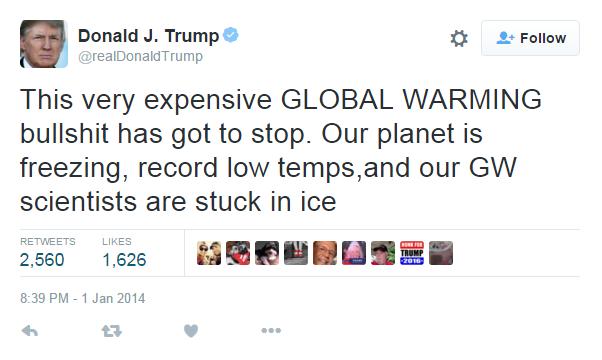 Donald J. Trump
@realDonaldTrump
Follow
This very expensive GLOBAL WARMING
bullshit has got to stop. Our planet is
freezing, record low temps,and our GW
scientists are stuck in ice
RETWEETS LIKES
2,560 1,626
TRUMP
2016
8:39 PM - 1 Jan 2014